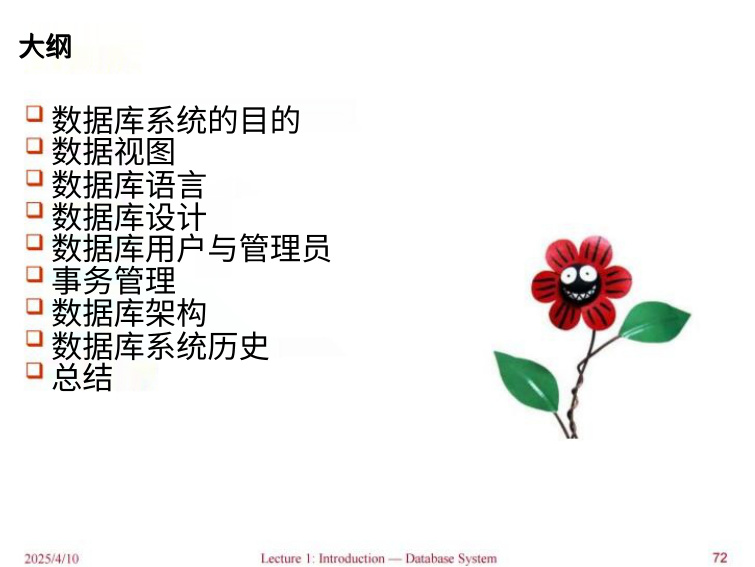 大纲
数据库系统的目的
数据视图
数据库语言
数据库设计
数据库用户与管理员
事务管理
数据库架构
数据库系统历史
总结
2025/4/10 Lecture 1: Introduction — Database System 72